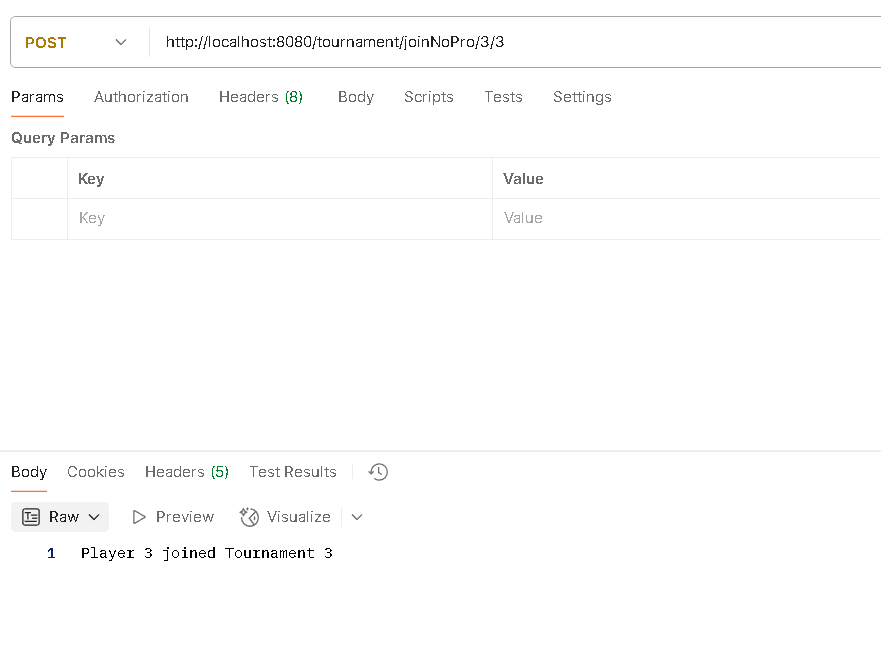 POST http://localhost:8080/tournament/joinNoPro/3/3
Params Authorization Headers (8) Body Scripts Tests Settings
Query Params
Key Value
Key Value
Body Cookies Headers (5) Test Results
Raw Preview Visualize
1 Player 3 joined Tournament 3